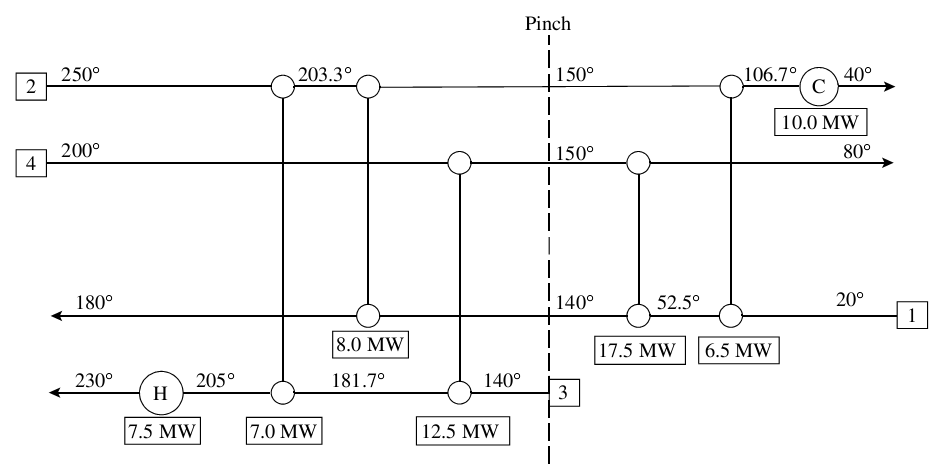 Pinch
2 250° 203.3° 150° 106.7° C 40°
10.0 MW
4 200° 150° 80°
180° 140° 52.5° 20° 1
8.0 MW 17.5 MW 6.5 MW
230° H 205° 181.7° 140° 3
7.5 MW 7.0 MW 12.5 MW